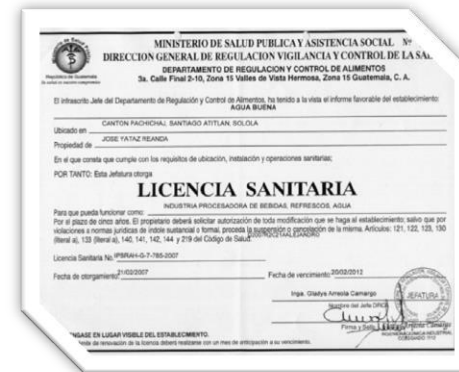 MINISTERIO DE SALUD PUBLICA Y ASISTENCIA SOCIAL Nº
DIRECCION GENERAL DE REGULACION VIGILANCIA Y CONTROL DE LA SAL
DEPARTAMENTO DE REGULACION Y CONTROL DE ALIMENTOS
3a. Calle Final 2-10, Zona 15 Valles de Vista Hermosa, Zona 15 Guatemala, C. A.
República de Guatemala
El infrascrito Jefe del Departamento de Regulación y Control de Alimentos, ha tenido a la vista el informe favorable del establecimiento:
AGUA BUENA
CANTON PACHICHAJ, SANTIAGO ATITLAN, SOLOLA
Ubicado en
JOSE YATAZ REANDA
Propiedad de
En el que consta que cumple con los requisitos de ubicación, instalación y operaciones sanitarias;
POR TANTO: Esta Jefatura otorga
LICENCIA SANITARIA
INDUSTRIA PROCESADORA DE BEBIDAS, REFRESCOS, AGUA
Para que pueda funcionar como:
Por el plazo de cinco años. El propietario deberá solicitar autorización de toda modificación que se haga al establecimiento; salvo que por
violaciones a normas jurídicas de indole sustancial o formal, proceda la suspensión o cancelación de la misma. Artículos: 121, 122, 123, 130
(literal a), 133 (literal a), 140, 141, 142, 144 y 219 del Código de Salud.
Licencia Sanitaria No. IPBRAH-G-7-785-2007
Fecha de otorgamiento 21/02/2007 Fecha de vencimiento 20/02/2012
Inga. Gladys Arreola Camargo
Nombre del Jefe DRCA
JEFATURA
Firma y Sello
Arreola Camargo
NGASE EN LUGAR VISIBLE DEL ESTABLECIMIENTO.
de renovación de la licencia deberá realizarse con un mes de anticipación a su vencimiento.